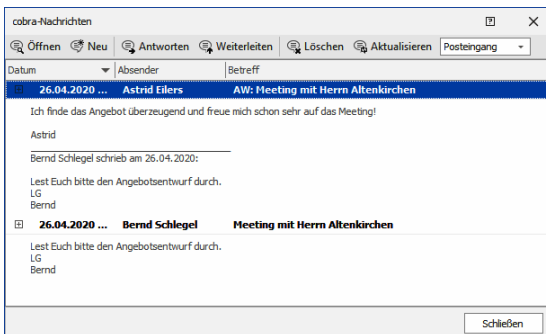 cobra-Nachrichten
Öffnen Neu Antworten Weiterleiten Löschen Aktualisieren Posteingang
Datum Absender Betreff
26.04.2020 ... Astrid Eilers AW: Meeting mit Herrn Altenkirchen
Ich finde das Angebot überzeugend und freue mich schon sehr auf das Meeting!
Astrid
Bernd Schlegel schrieb am 26.04.2020:
Lest Euch bitte den Angebotsentwurf durch.
LG
Bernd
26.04.2020 ... Bernd Schlegel Meeting mit Herrn Altenkirchen
Lest Euch bitte den Angebotsentwurf durch.
LG
Bernd
Schließen